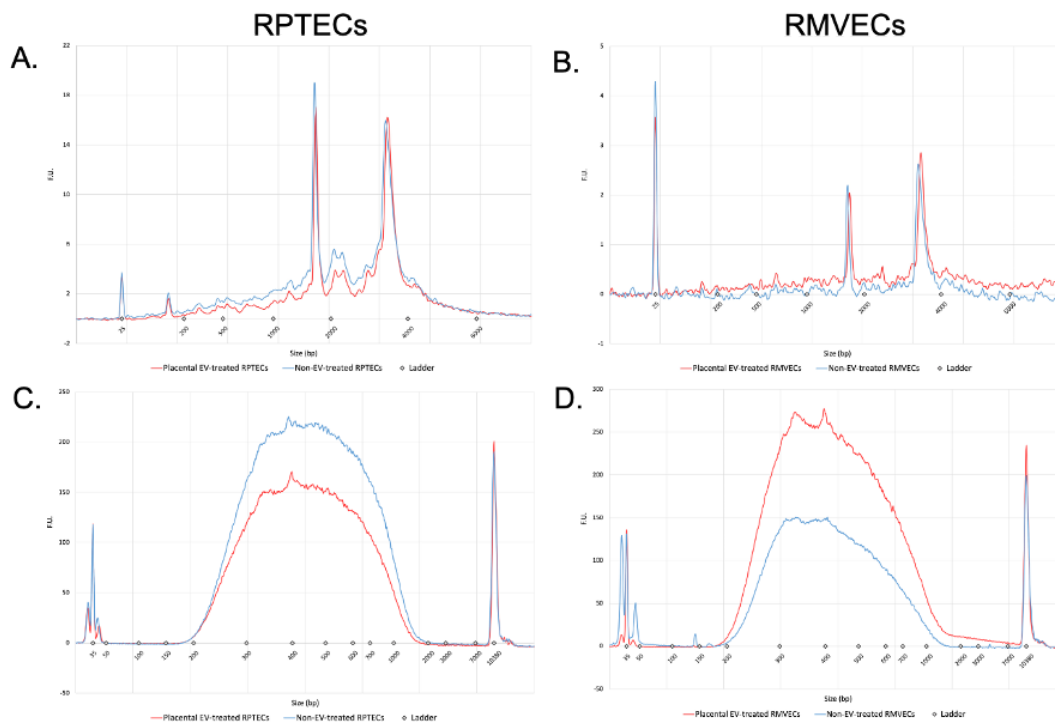 RPTECs RMVECs
A. B.
22
18
14
10
6
2
-2
F.U.
25 200 500 1000 2000 4000 6000
Size (bp)
Placental EV-treated RPTECs Non-EV-treated RPTECs Ladder
5
4
3
2
1
0
-1
F.U.
25 200 500 1000 2000 4000 6000
Size (bp)
Placental EV-treated RMVECs Non-EV-treated RMVECs Ladder
C. D.
250
200
150
100
50
0
-50
F.U.
35 50 100 150 200 300 400 500 600 700 1000 2000 3000 7000 10380
Size (bp)
Placental EV-treated RPTECs Non-EV-treated RPTECs Ladder
300
250
200
150
100
50
0
-50
F.U.
35 50 100 150 200 300 400 500 600 700 1000 2000 3000 7000 10380
Size (bp)
Placental EV-treated RMVECs Non-EV-treated RMVECs Ladder